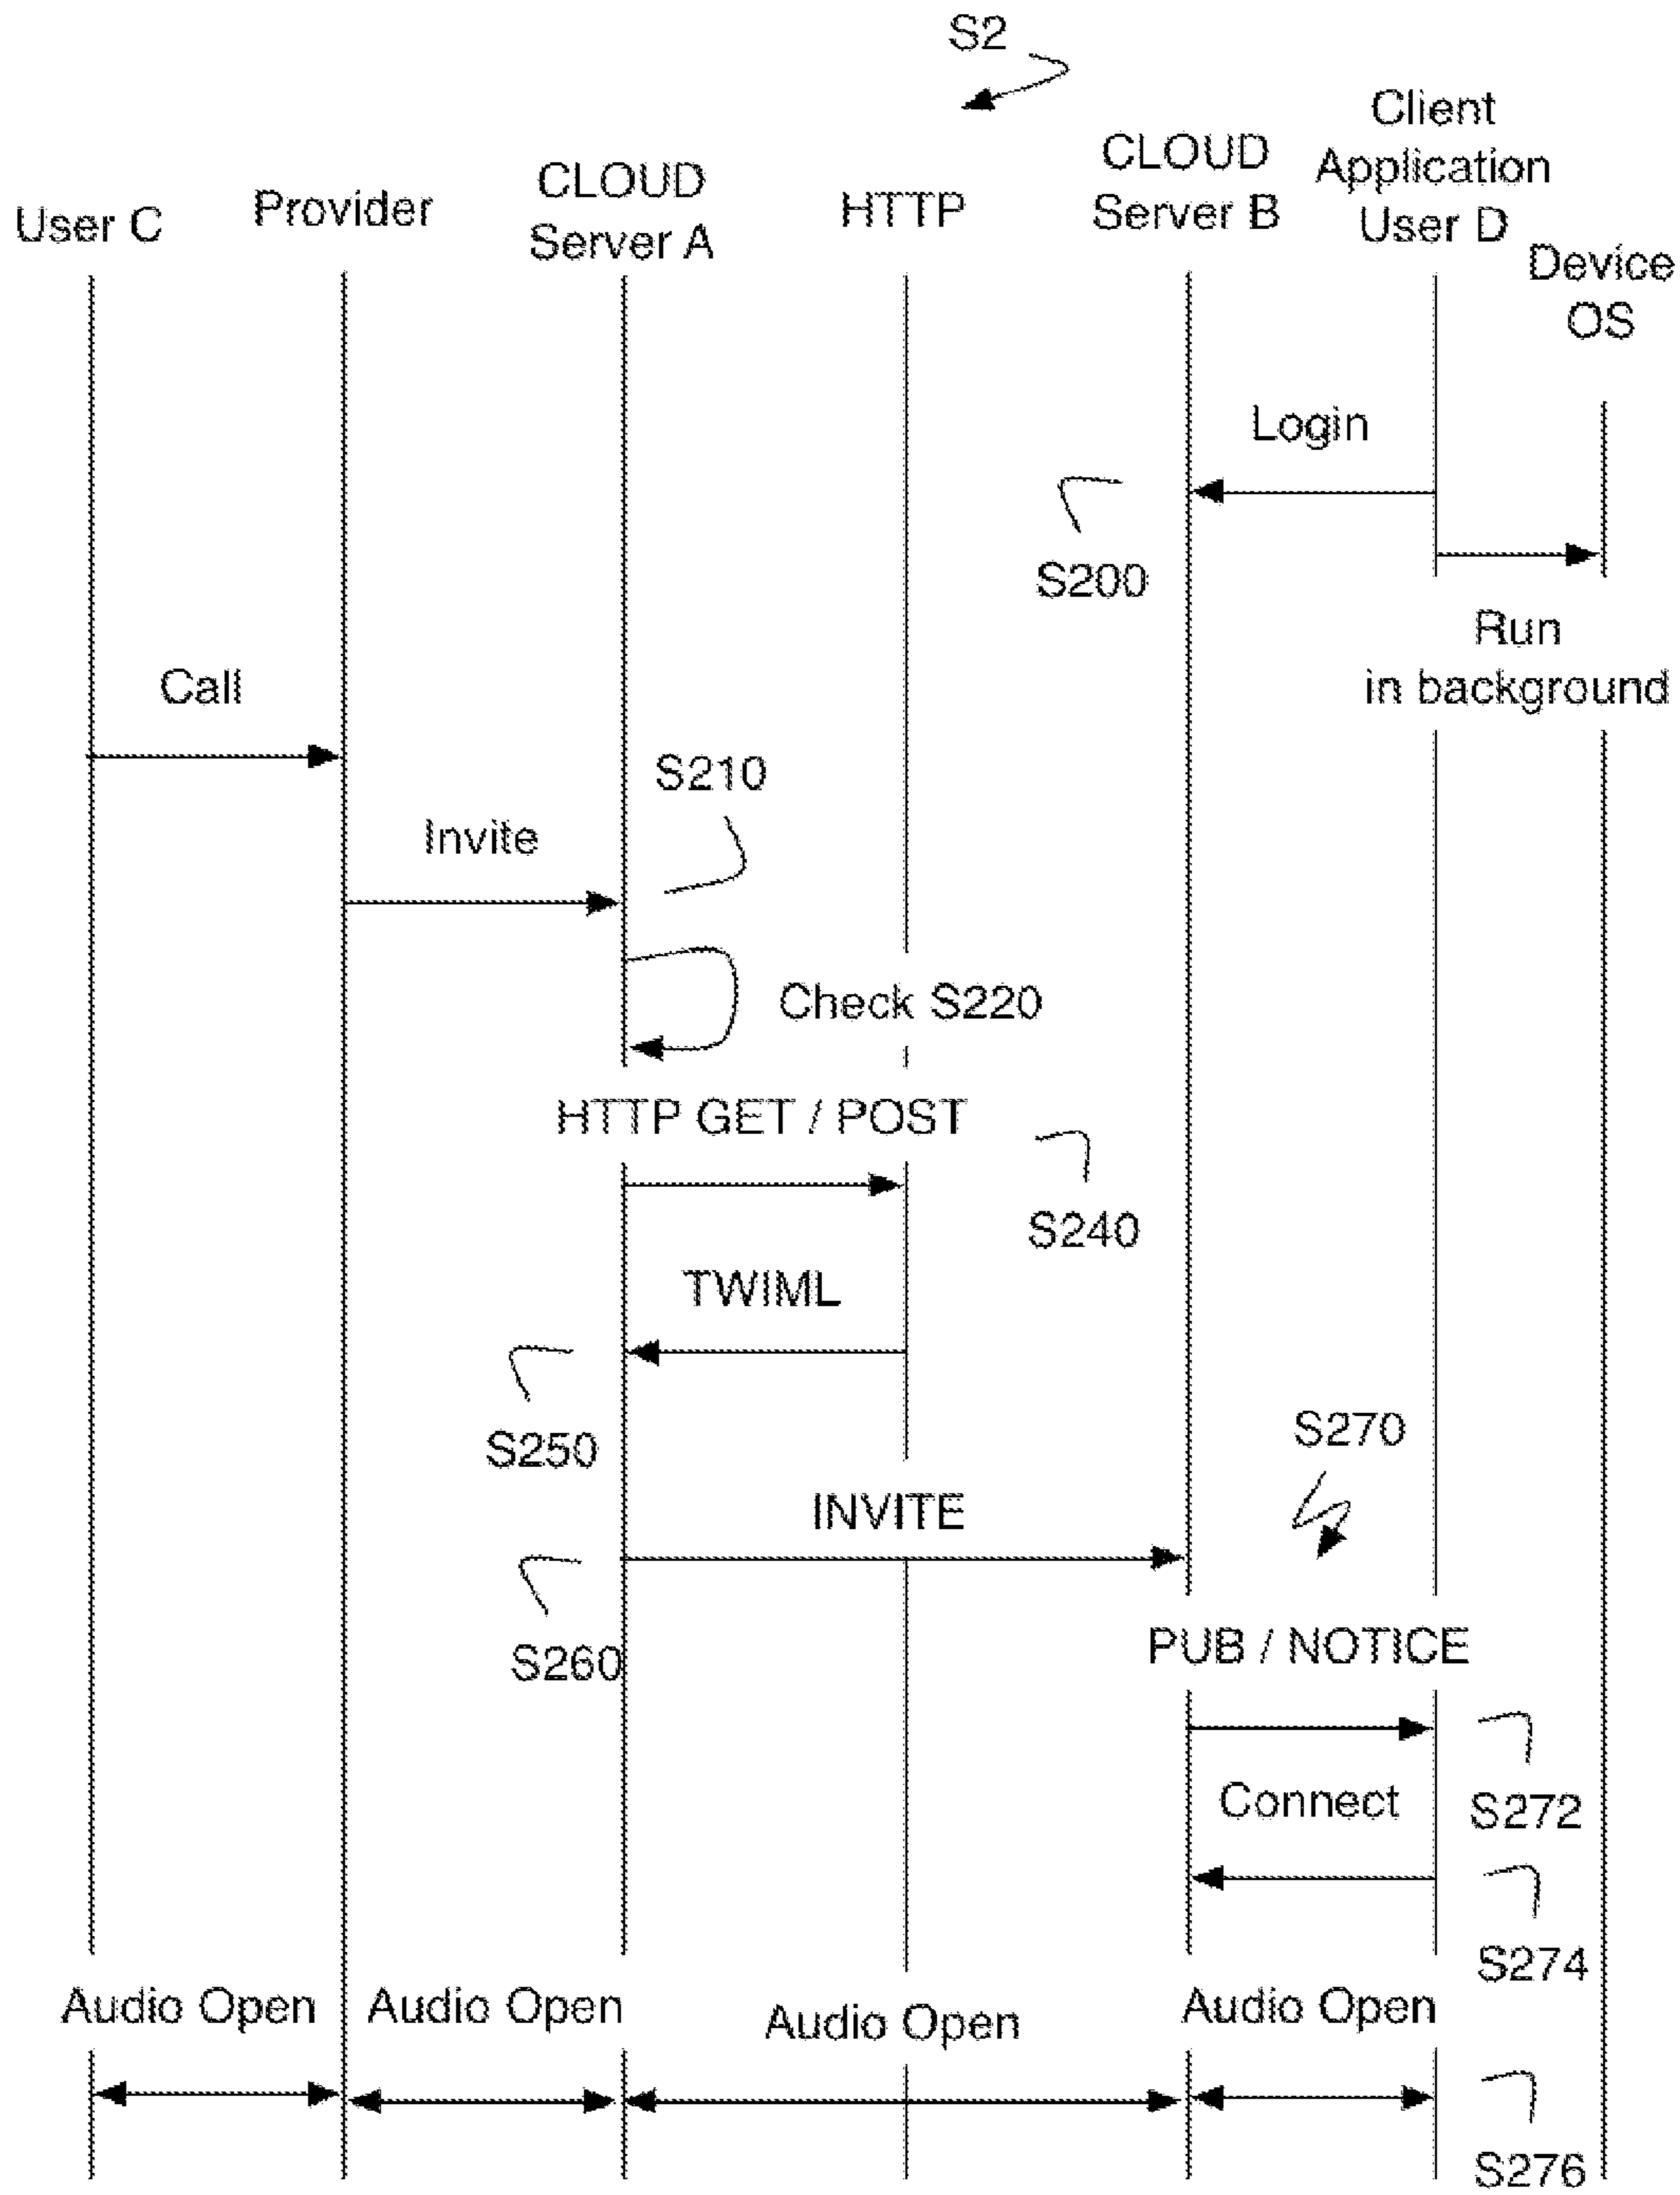 S2
User C
Provider
CLOUD
Server A
HTTP
CLOUD
Server B
Client
Application
User D
Device
OS
Login
S200
Run
in background
Call
S210
Invite
Check S220
HTTP GET / POST
S240
TWIML
S250
S270
INVITE
S260
PUB / NOTICE
Connect
S272
S274
Audio Open
Audio Open
Audio Open
Audio Open
S276